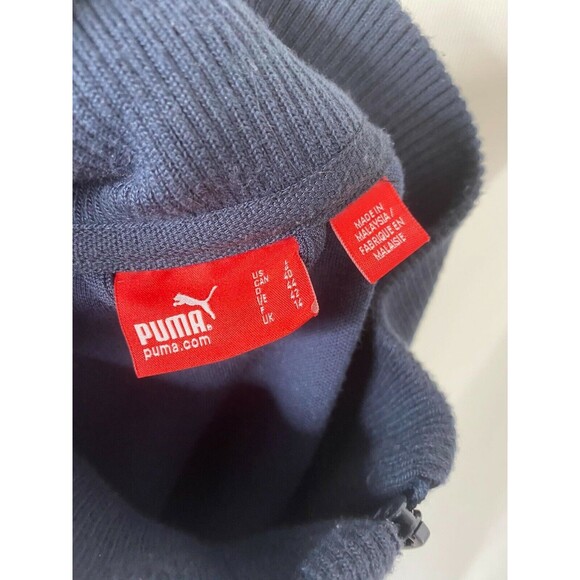 PUMA®
puma.com
US
CAN
D 40
I/E 44
F 42
UK 14
MADE IN
MALAYSIA/
FABRIQUE EN
MALAISIE